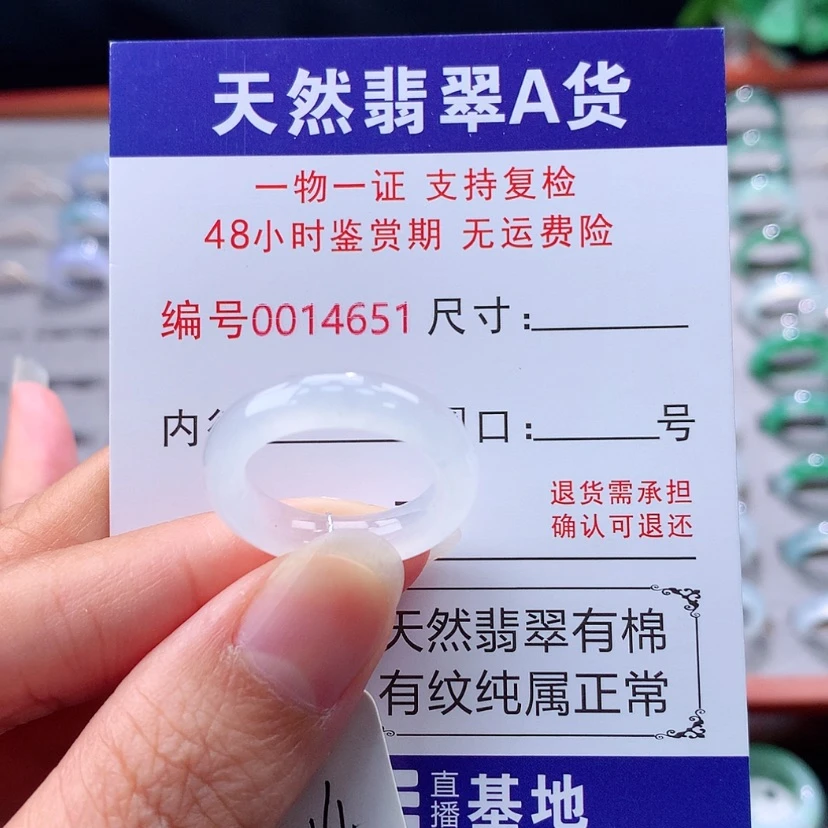 天然翡翠A货
一物一证 支持复检
48小时鉴赏期 无运费险
编号0014651 尺寸:
内 口: 号
退货需承担
确认可退还
天然翡翠有棉
有纹纯属正常
直播 基地